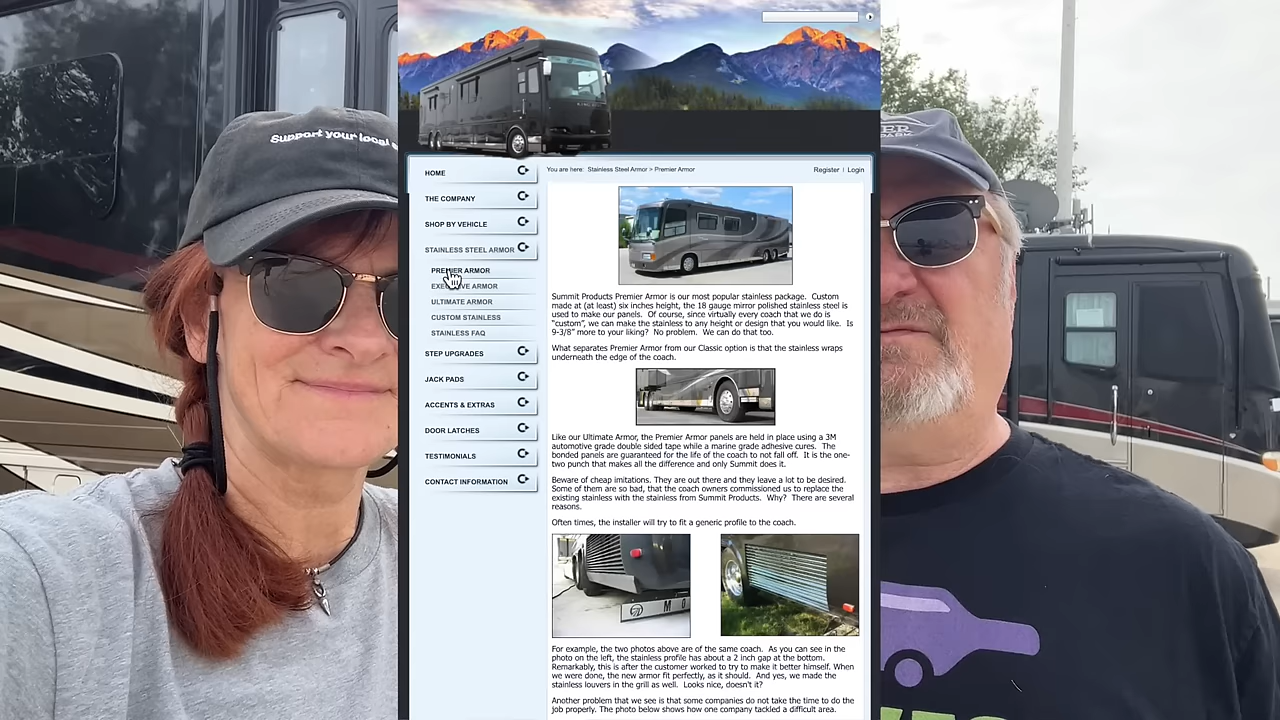 Support your local
HOME
THE COMPANY
SHOP BY VEHICLE
STAINLESS STEEL ARMOR
PREMIER ARMOR
EXECUTIVE ARMOR
ULTIMATE ARMOR
CUSTOM STAINLESS
STAINLESS FAQ
STEP UPGRADES
JACK PADS
ACCENTS & EXTRAS
DOOR LATCHES
TESTIMONIALS
CONTACT INFORMATION
You are here: Stainless Steel Armor > Premier Armor
Register | Login
Summit Products Premier Armor is our most popular stainless package. Custom
made at (at least) six inches height, the 18 gauge mirror polished stainless steel is
used to make our panels. Of course, since virtually every coach that we do is
"custom", we can make the stainless to any height or design that you would like. Is
9-3/8" more to your liking? No problem. We can do that too.
What separates Premier Armor from our Classic option is that the stainless wraps
underneath the edge of the coach.
Like our Ultimate Armor, the Premier Armor panels are held in place using a 3M
automotive grade double sided tape while a marine grade adhesive cures. The
bonded panels are guaranteed for the life of the coach to not fall off. It is the one-
two punch that makes all the difference and only Summit does it.
Beware of cheap imitations. They are out there and they leave a lot to be desired.
Some of them are so bad, that the coach owners commissioned us to replace the
existing stainless with the stainless from Summit Products. Why? There are several
reasons.
Often times, the installer will try to fit a generic profile to the coach.
M O
For example, the two photos above are of the same coach. As you can see in the
photo on the left, the stainless profile has about a 2 inch gap at the bottom.
Remarkably, this is after the customer worked to try to make it better himself. When
we were done, the new armor fit perfectly, as it should. And yes, we made the
stainless louvers in the grill as well. Looks nice, doesn't it?
Another problem that we see is that some companies do not take the time to do the
job properly. The photo below shows how one company tackled a difficult area.
ER
PARK